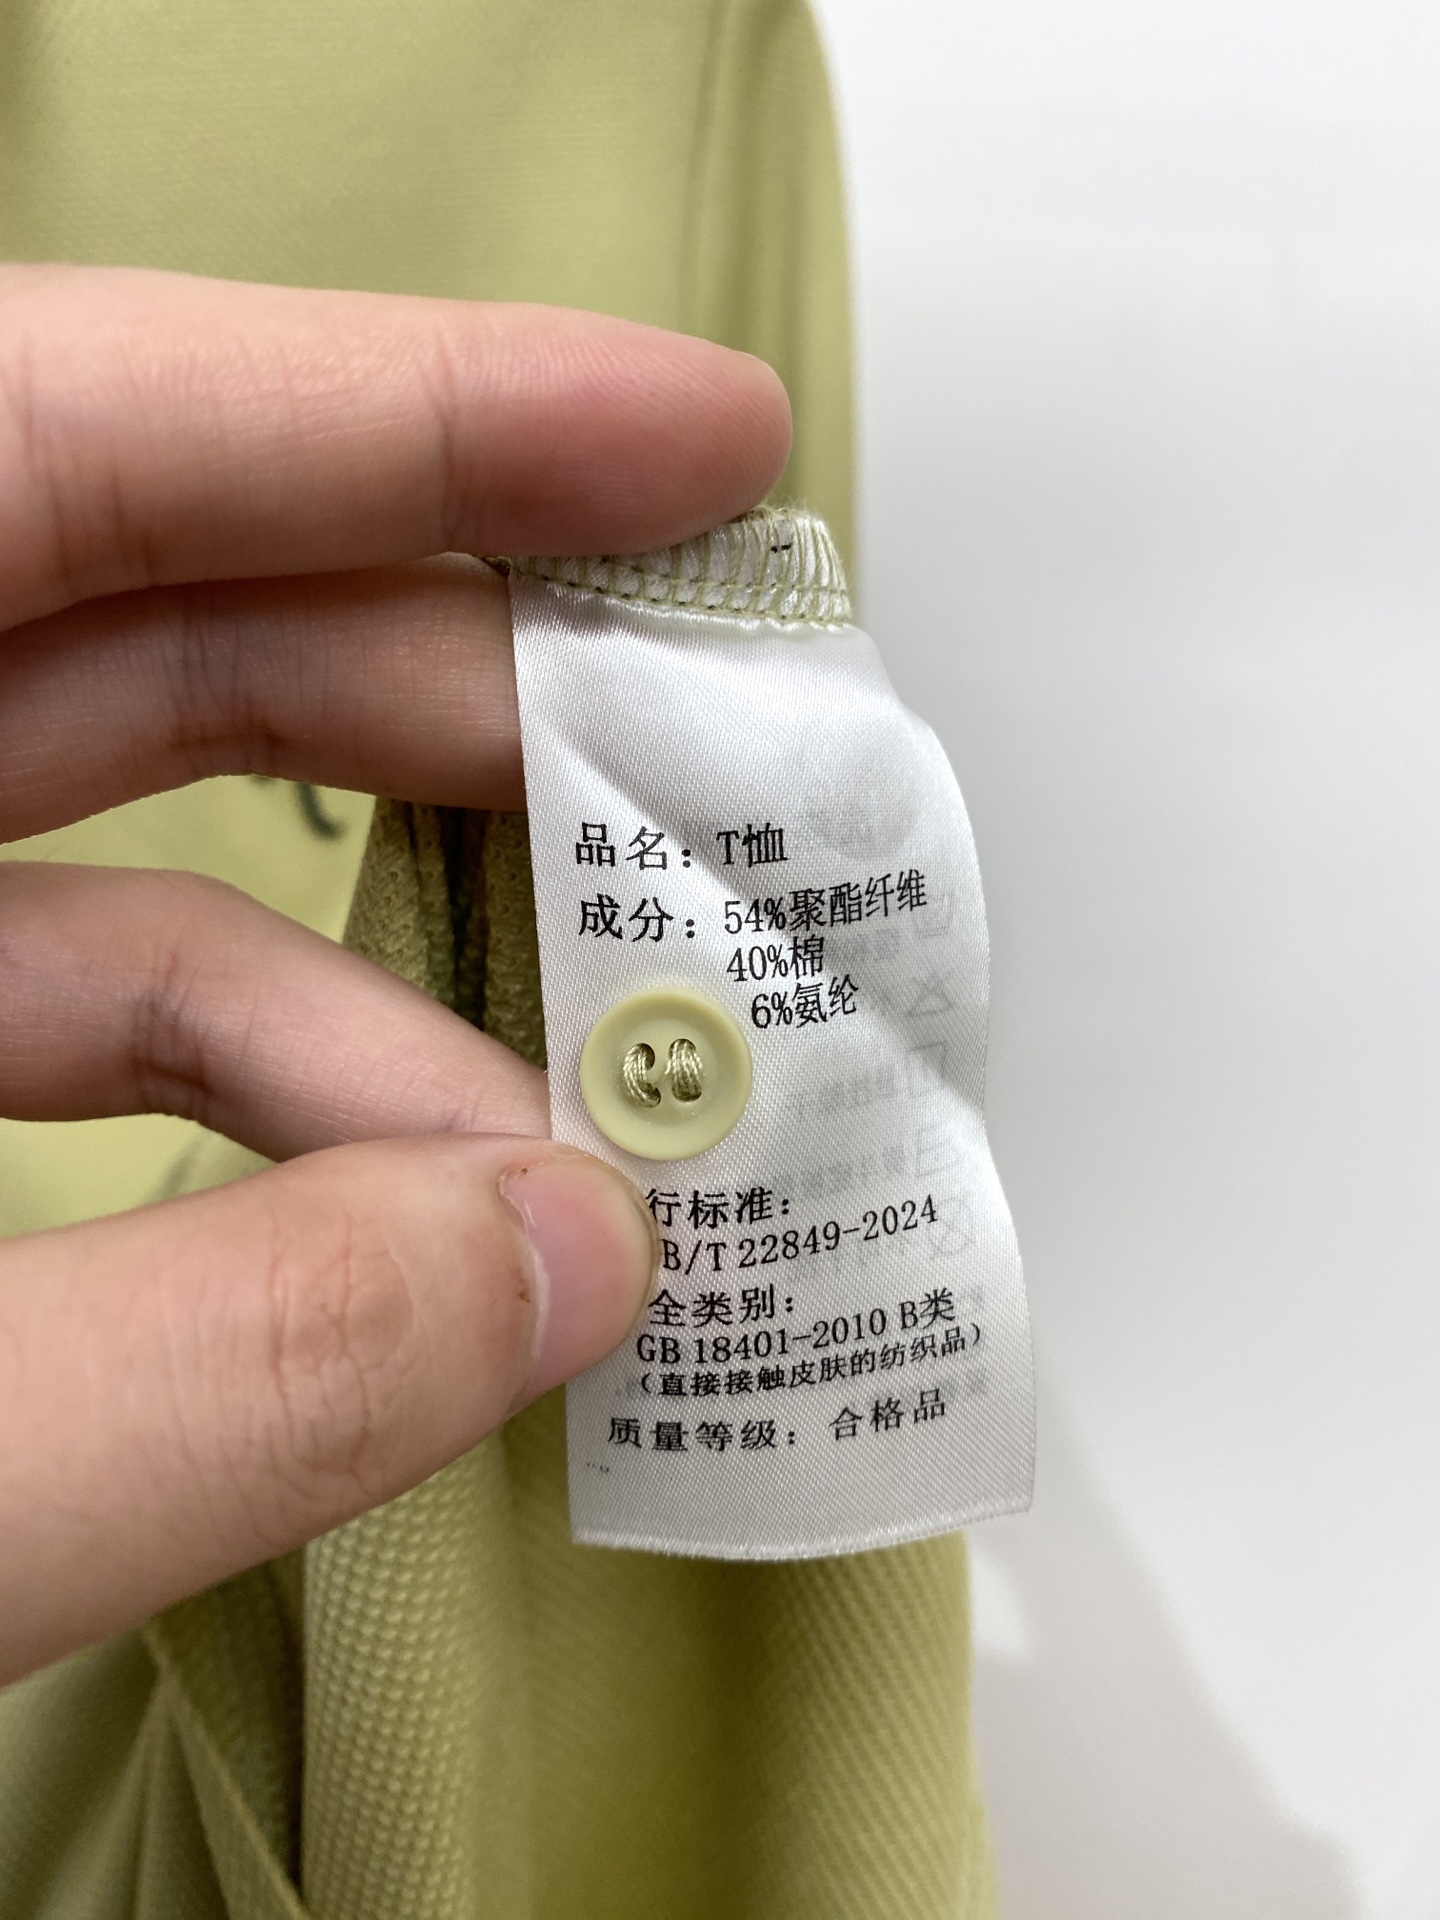 品名：T恤
成分：54%聚酯纤维
40%棉
6%氨纶
行标准：
B/T 22849-2024
全类别：
GB 18401-2010 B类
（直接接触皮肤的纺织品）
质量等级：合格品